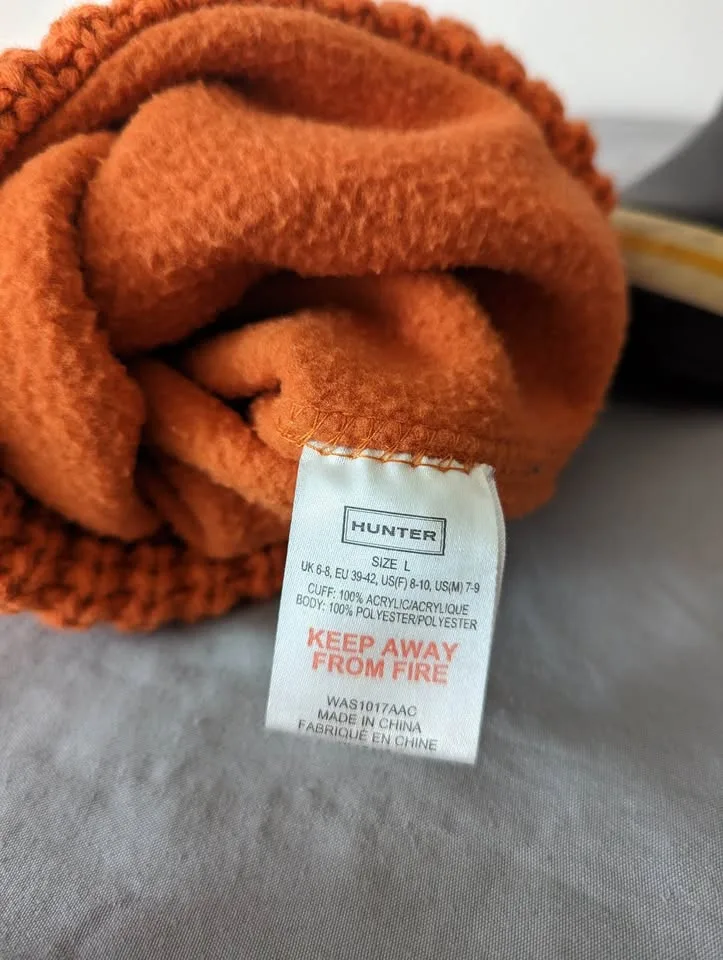 HUNTER
SIZE L
UK 6-8, EU 39-42, US(F) 8-10, US(M) 7-9
CUFF: 100% ACRYLIC/ACRYLIQUE
BODY: 100% POLYESTER/POLYESTER
KEEP AWAY
FROM FIRE
WAS1017AAC
MADE IN CHINA
FABRIQUÉ EN CHINE